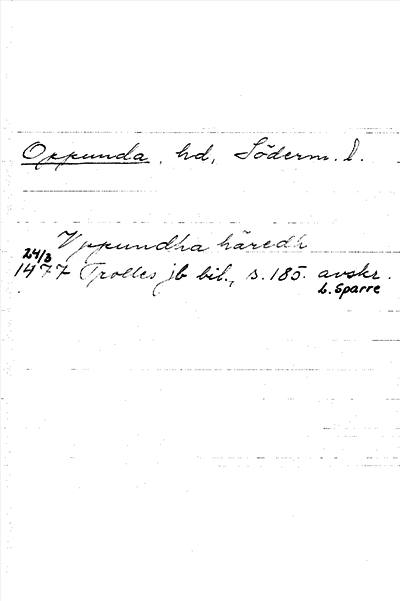 Oppunda, hd, Söderm. l.
Vppundha häredh
24/3
1477 Trolles jb bil., s. 185. avskr.
L. Sparre